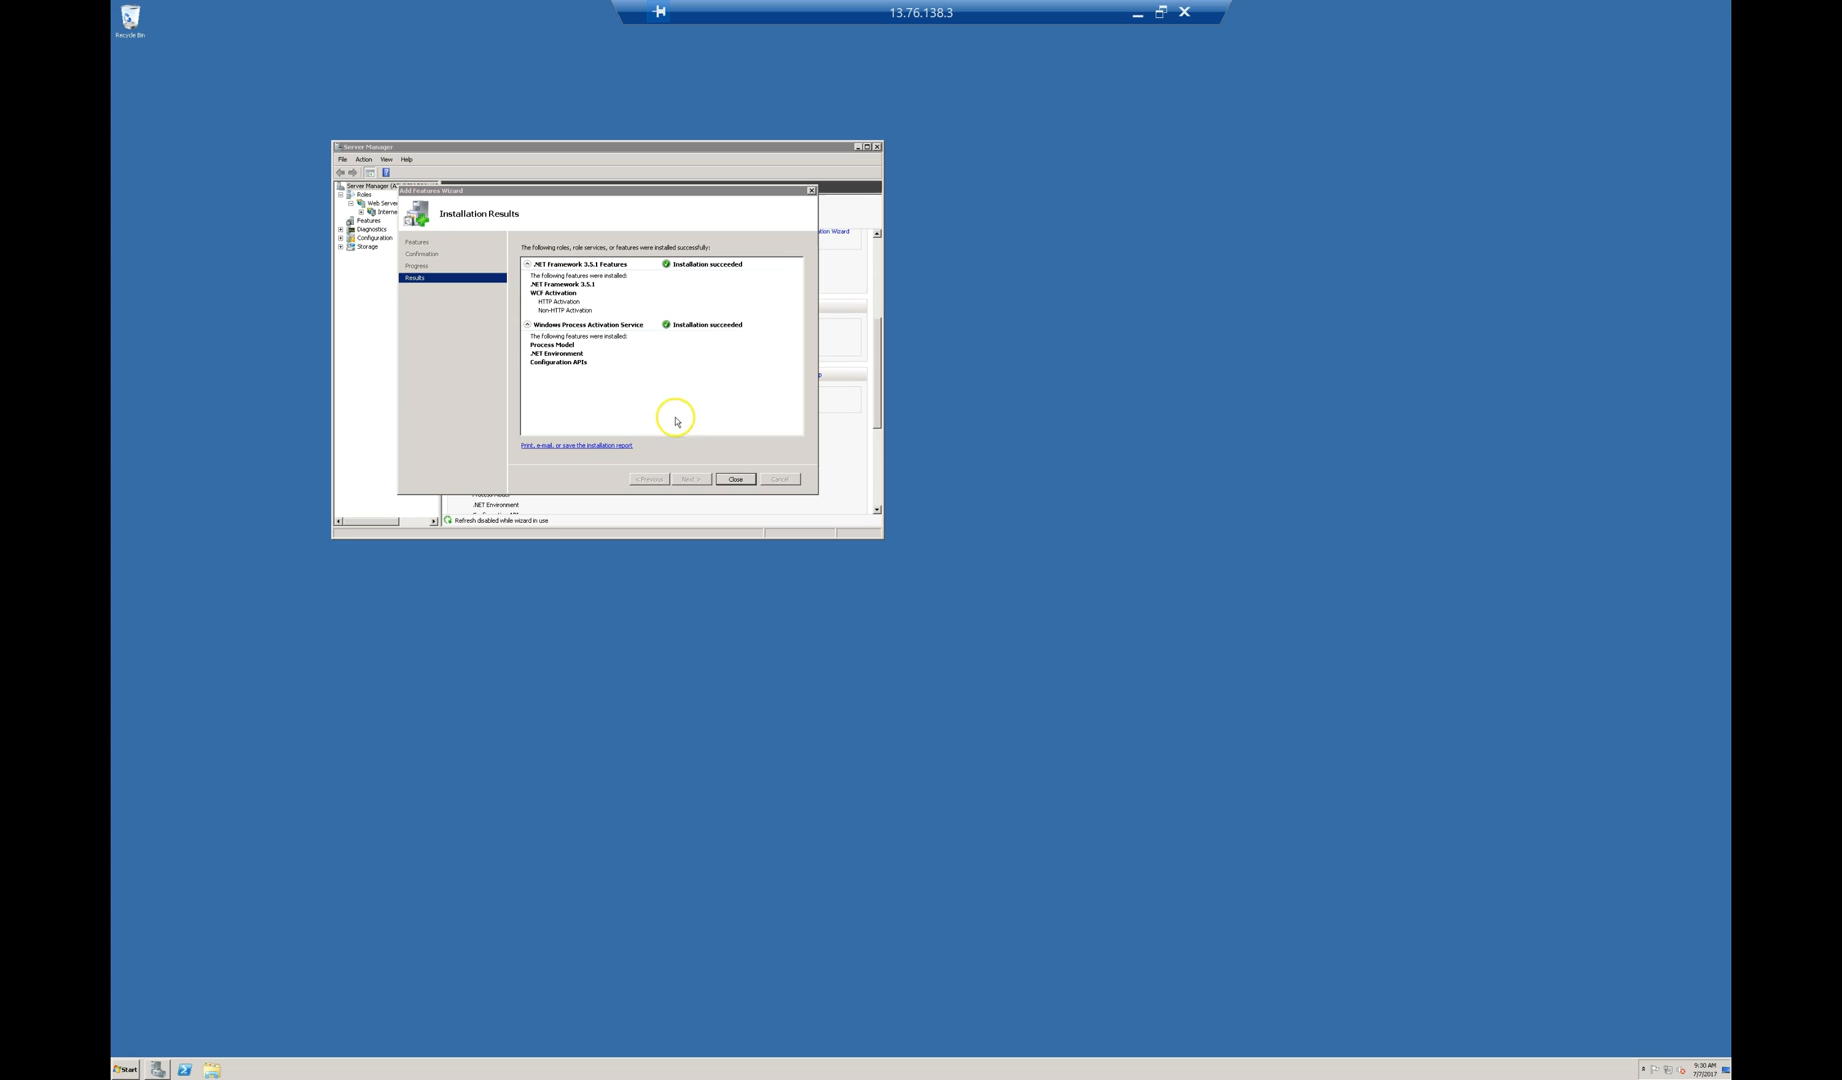 13.76.138.3
Recycle Bin
Server Manager
File Action View Help
Server Manager (A
Roles
Web Serve
Interne
Features
Diagnostics
Configuration
Storage
Add Features Wizard
Installation Results
Features
Confirmation
Progress
Results
The following roles, role services, or features were installed successfully:
.NET Framework 3.5.1 Features Installation succeeded
The following features were installed:
.NET Framework 3.5.1
WCF Activation
HTTP Activation
Non-HTTP Activation
Windows Process Activation Service Installation succeeded
The following features were installed:
Process Model
.NET Environment
Configuration APIs
Print, e-mail, or save the installation report
< Previous Next > Close Cancel
ation Wizard
.NET Environment
Refresh disabled while wizard in use
Start
9:30 AM
7/7/2017